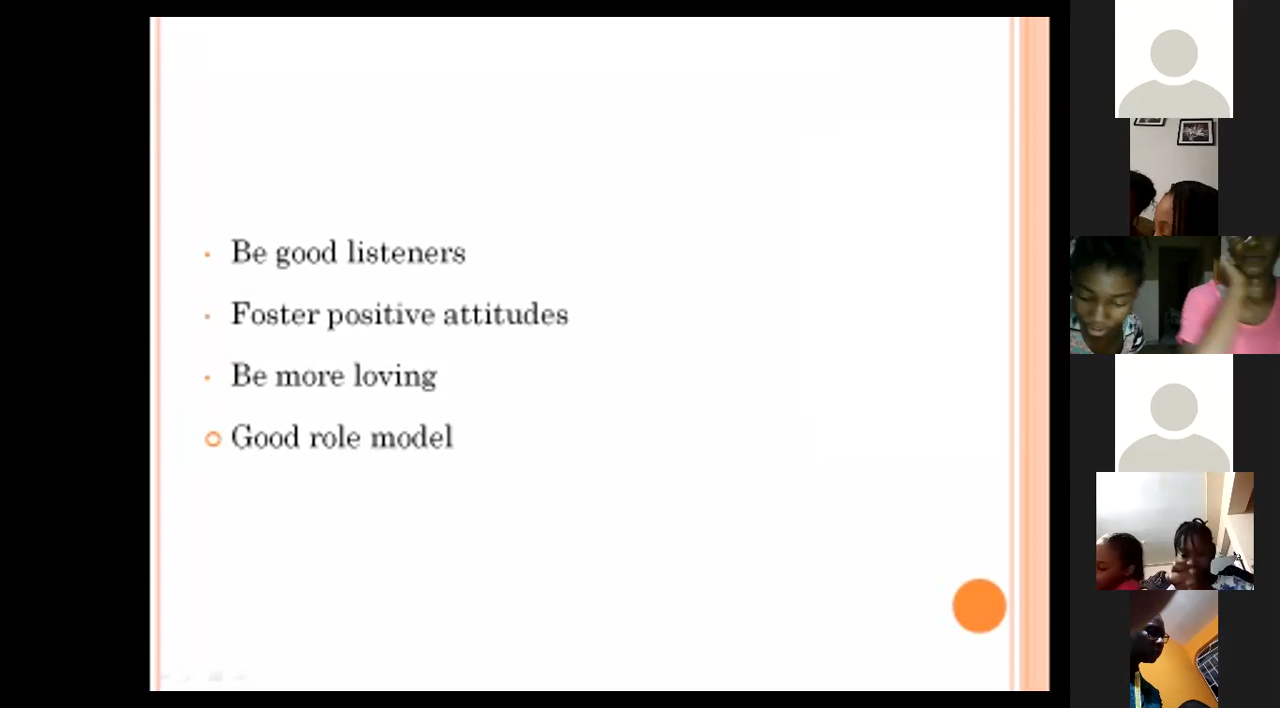 Be good listeners
Foster positive attitudes
Be more loving
Good role model